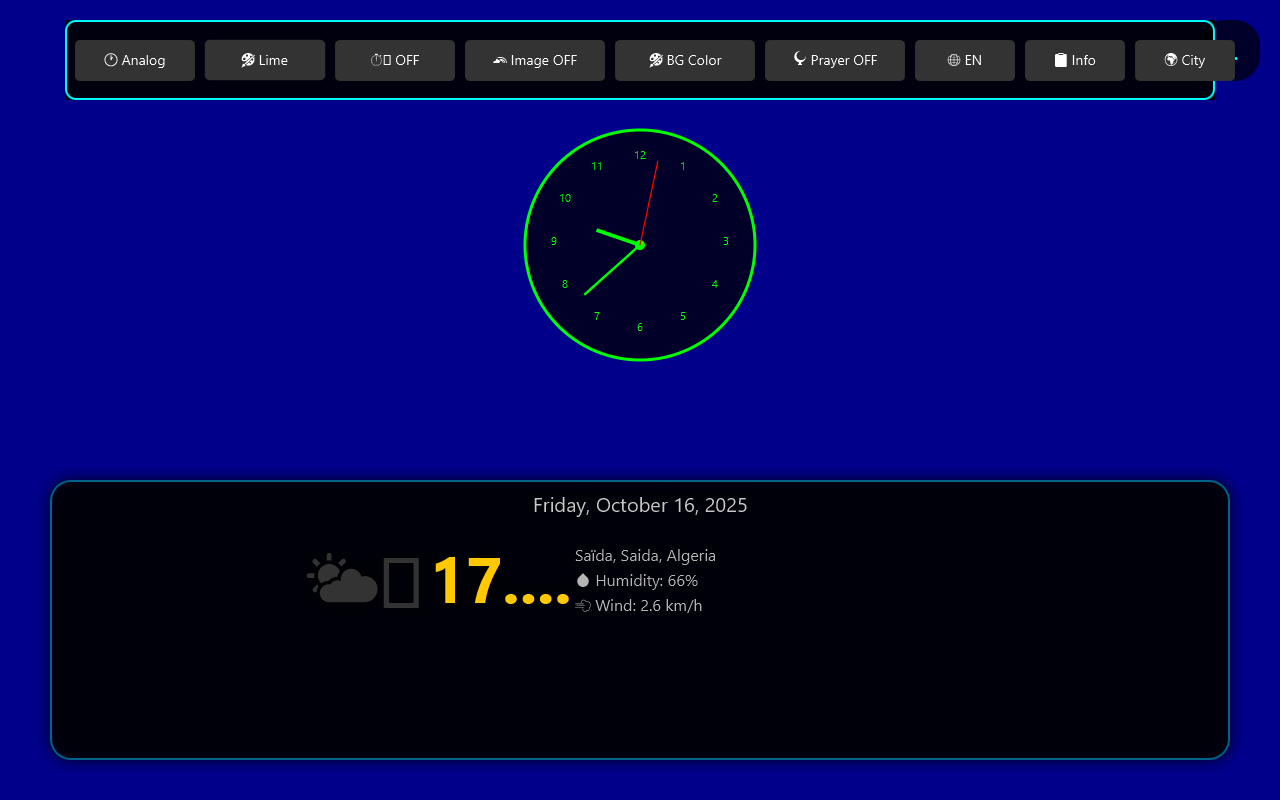 🕐 Analog 🎨 Lime ⏱️ OFF 🌄 Image OFF 🎨 BG Color 🕌 Prayer OFF 🌐 EN 📋 Info 🌍 City
12
11 1
10 2
9 3
8 4
7 5
6
Friday, October 16, 2025
17....
Saïda, Saida, Algeria
💧 Humidity: 66%
💨 Wind: 2.6 km/h